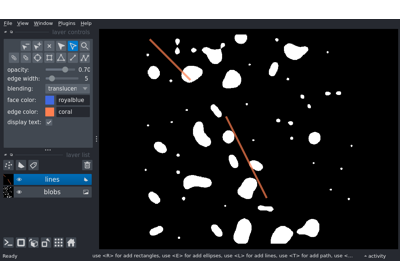 File View Window Plugins Help
layer controls
opacity: 0.70
edge width: 5
blending: translucen
face color: royalblue
edge color: coral
display text:
layer list
lines
blobs
Ready use <R> for add rectangles, use <E> for add ellipses, use <L> for add lines, use <T> for add path, use <... activity